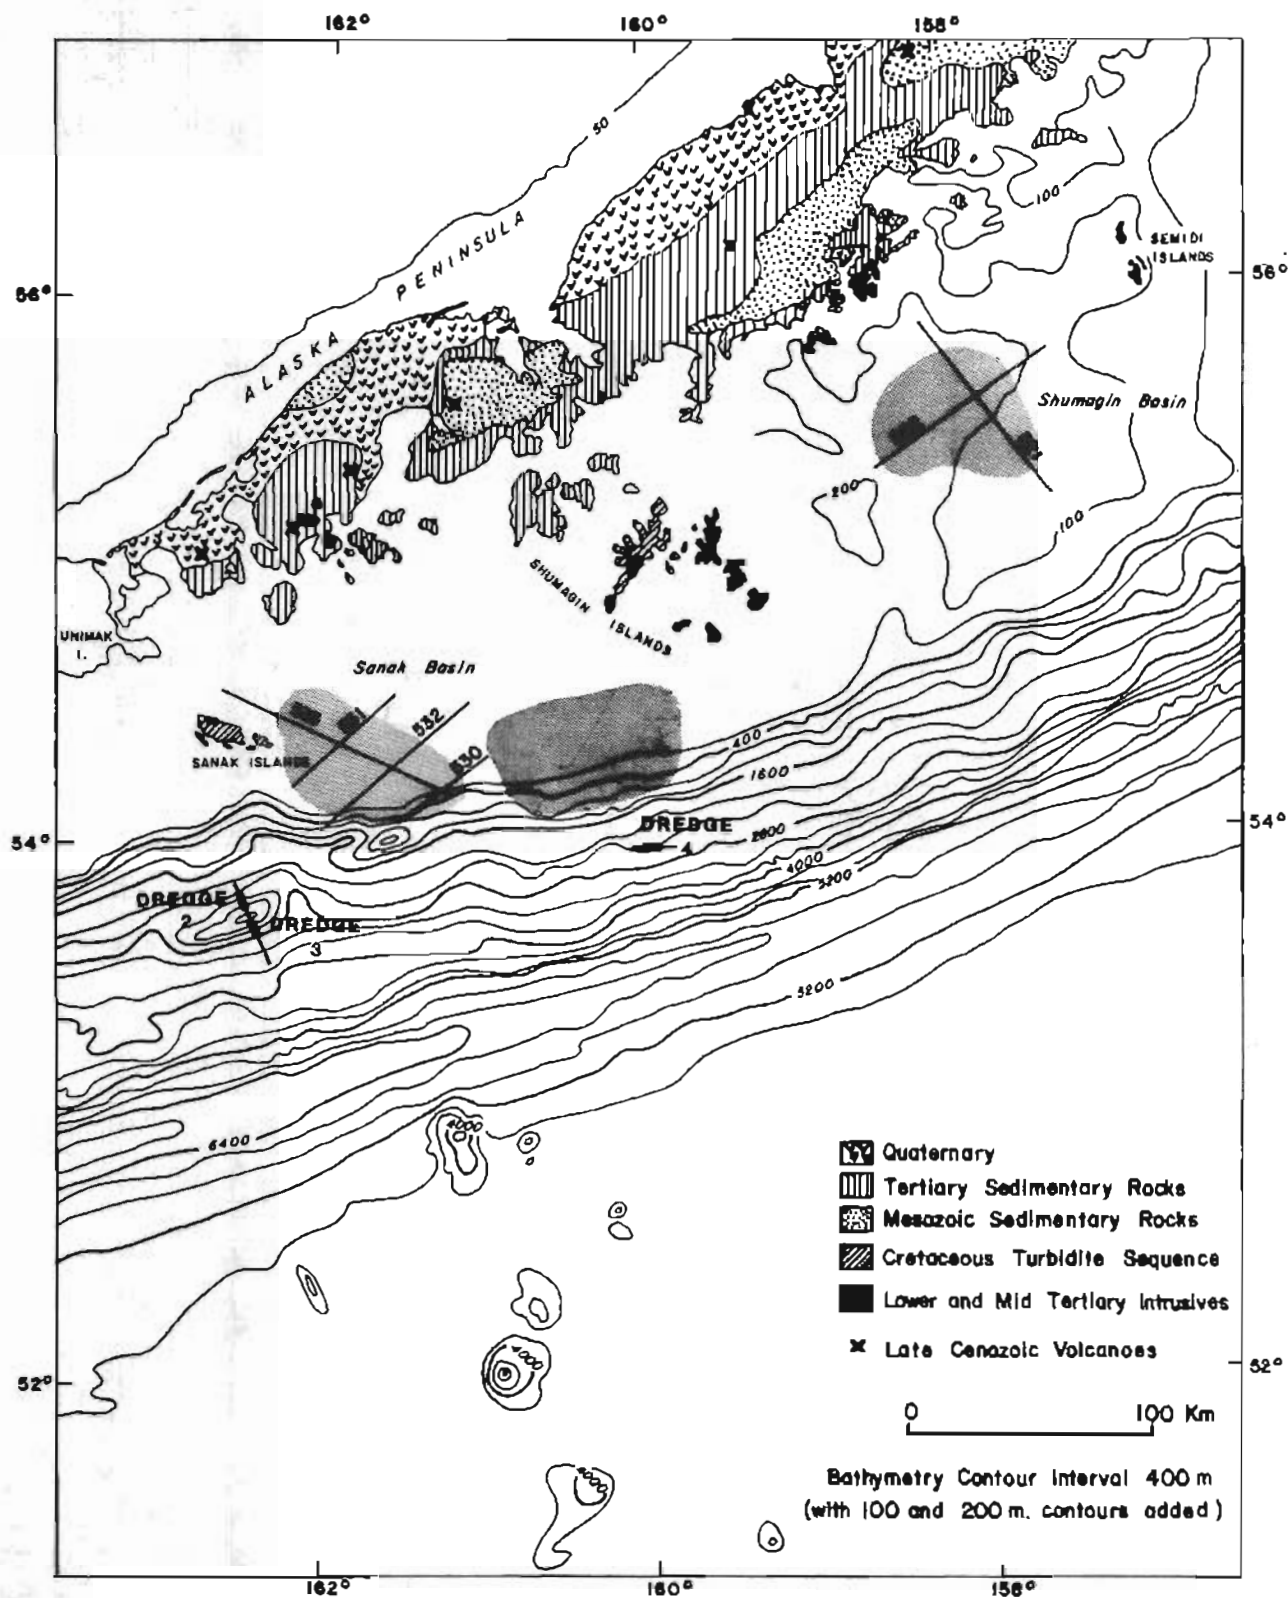 162° 160° 158°
50
100
ALASKA PENINSULA
SEMIDI
ISLANDS
56° 56°
Shumagin Basin
200
100
SHUMAGIN ISLANDS
UNIMAK
I.
Sanak Basin
532
SANAK ISLANDS
400
1600
DREDGE
4
2800
4000
5200
54° 54°
DREDGE
2
DREDGE
3
5200
6400
4000
Quaternary
Tertiary Sedimentary Rocks
Mesozoic Sedimentary Rocks
Cretaceous Turbidite Sequence
Lower and Mid Tertiary Intrusives
Late Cenozoic Volcanoes
4000
52° 52°
0 100 Km
Bathymetry Contour Interval 400 m
(with 100 and 200 m. contours added)
4000
162° 160° 158°